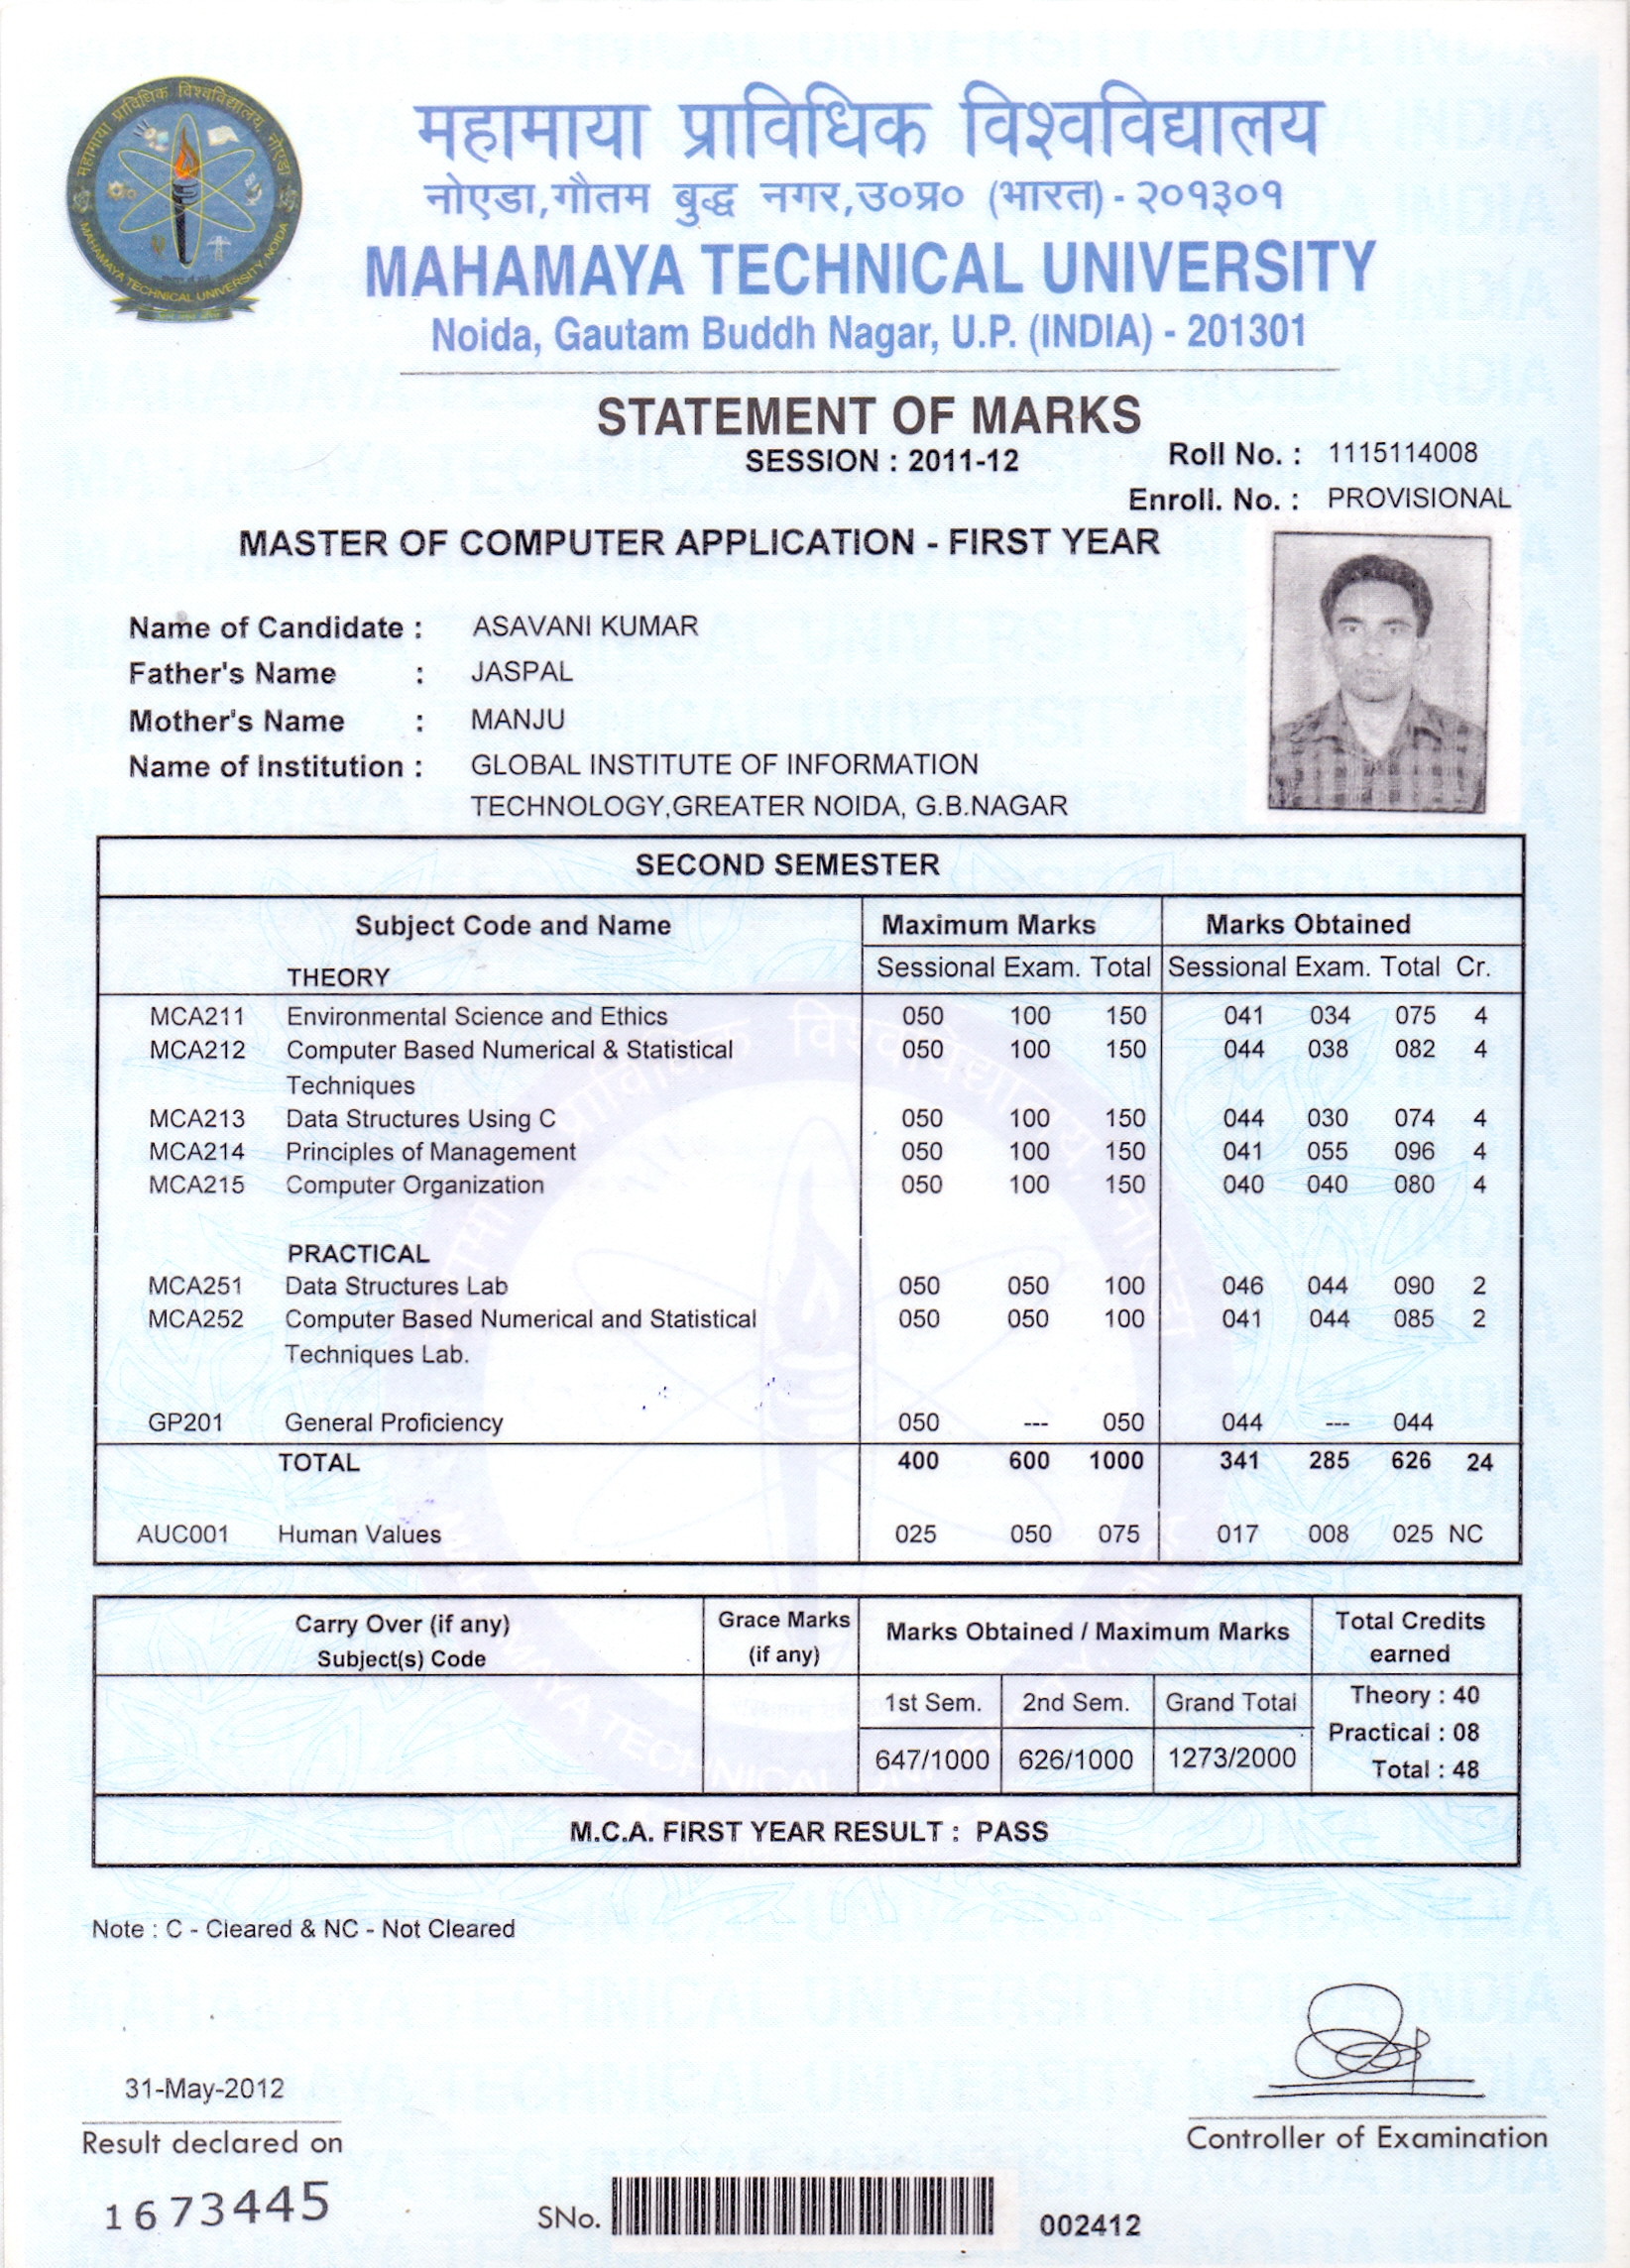 महामाया प्राविधिक विश्वविद्यालय
नोएडा,गौतम बुद्ध नगर,उ०प्र० (भारत) - २०१३०१
MAHAMAYA TECHNICAL UNIVERSITY
Noida, Gautam Buddh Nagar, U.P. (INDIA) - 201301
महामाया प्राविधिक विश्वविद्यालय, नोएडा
MAHAMAYA TECHNICAL UNIVERSITY, NOIDA
STATEMENT OF MARKS
SESSION : 2011-12
Roll No. : 1115114008
Enroll. No. : PROVISIONAL
MASTER OF COMPUTER APPLICATION - FIRST YEAR
Name of Candidate : ASAVANI KUMAR
Father's Name : JASPAL
Mother's Name : MANJU
Name of Institution : GLOBAL INSTITUTE OF INFORMATION
TECHNOLOGY,GREATER NOIDA, G.B.NAGAR
SECOND SEMESTER
Subject Code and Name Maximum Marks Marks Obtained
THEORY Sessional Exam. Total Sessional Exam. Total Cr.
MCA211 Environmental Science and Ethics 050 100 150 041 034 075 4
MCA212 Computer Based Numerical & Statistical 050 100 150 044 038 082 4
Techniques
MCA213 Data Structures Using C 050 100 150 044 030 074 4
MCA214 Principles of Management 050 100 150 041 055 096 4
MCA215 Computer Organization 050 100 150 040 040 080 4
PRACTICAL
MCA251 Data Structures Lab 050 050 100 046 044 090 2
MCA252 Computer Based Numerical and Statistical 050 050 100 041 044 085 2
Techniques Lab.
GP201 General Proficiency 050 --- 050 044 --- 044
TOTAL 400 600 1000 341 285 626 24
AUC001 Human Values 025 050 075 017 008 025 NC
Carry Over (if any) Grace Marks Marks Obtained / Maximum Marks Total Credits
Subject(s) Code (if any) earned
1st Sem. 2nd Sem. Grand Total Theory : 40
Practical : 08
647/1000 626/1000 1273/2000 Total : 48
M.C.A. FIRST YEAR RESULT : PASS
Note : C - Cleared & NC - Not Cleared
31-May-2012
Result declared on
Controller of Examination
1673445
SNo. 002412